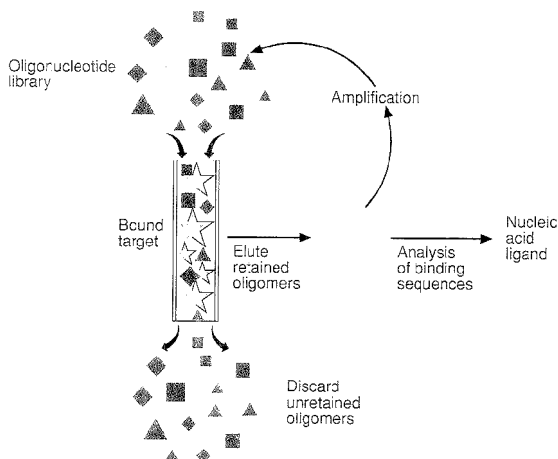 Oligonucleotide
library
Amplification
Bound
target
Elute
retained
oligomers
Analysis
of binding
sequences
Nucleic
acid
ligand
Discard
unretained
oligomers